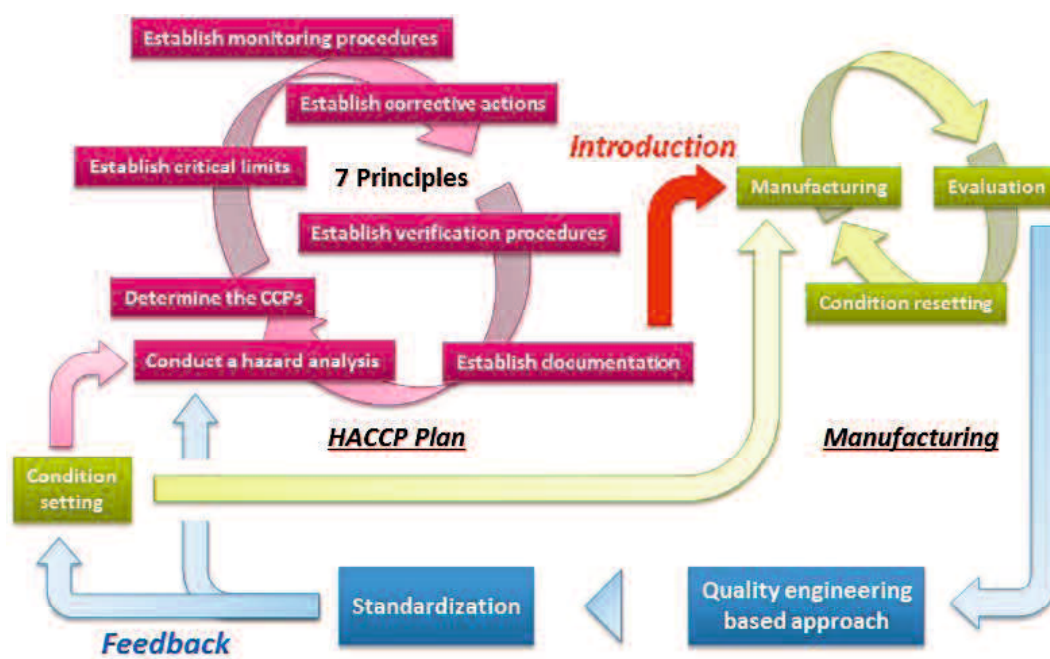 Establish monitoring procedures
Establish corrective actions
Introduction
Establish critical limits
7 Principles
Manufacturing
Evaluation
Establish verification procedures
Determine the CCPs
Condition resetting
Conduct a hazard analysis
Establish documentation
HACCP Plan
Manufacturing
Condition
setting
Standardization
Quality engineering
based approach
Feedback